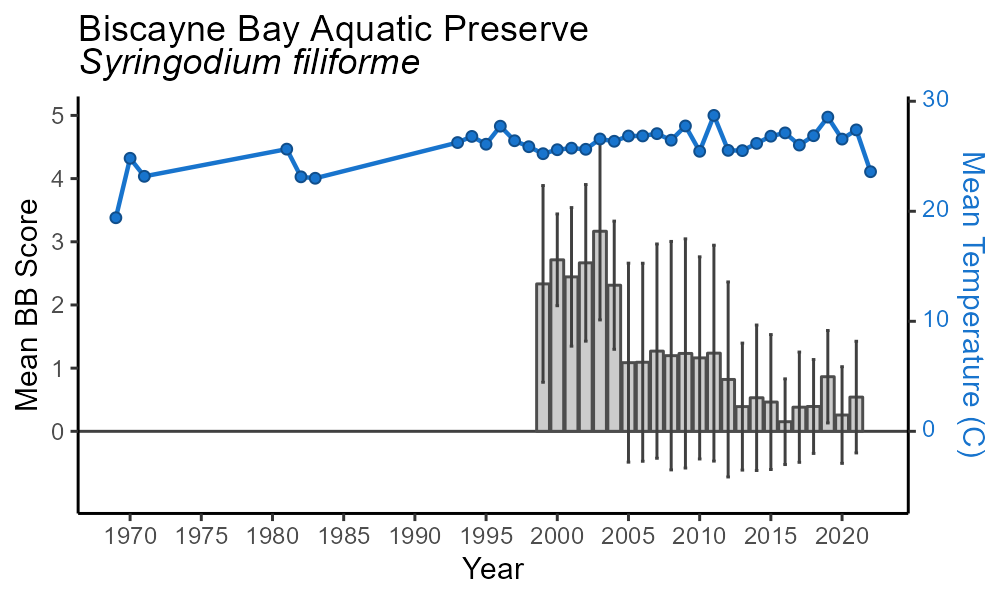 Biscayne Bay Aquatic Preserve
Syringodium filiforme
Mean BB Score
5
4
3
2
1
0
30
20
10
0
Mean Temperature (C)
1970 1975 1980 1985 1990 1995 2000 2005 2010 2015 2020
Year